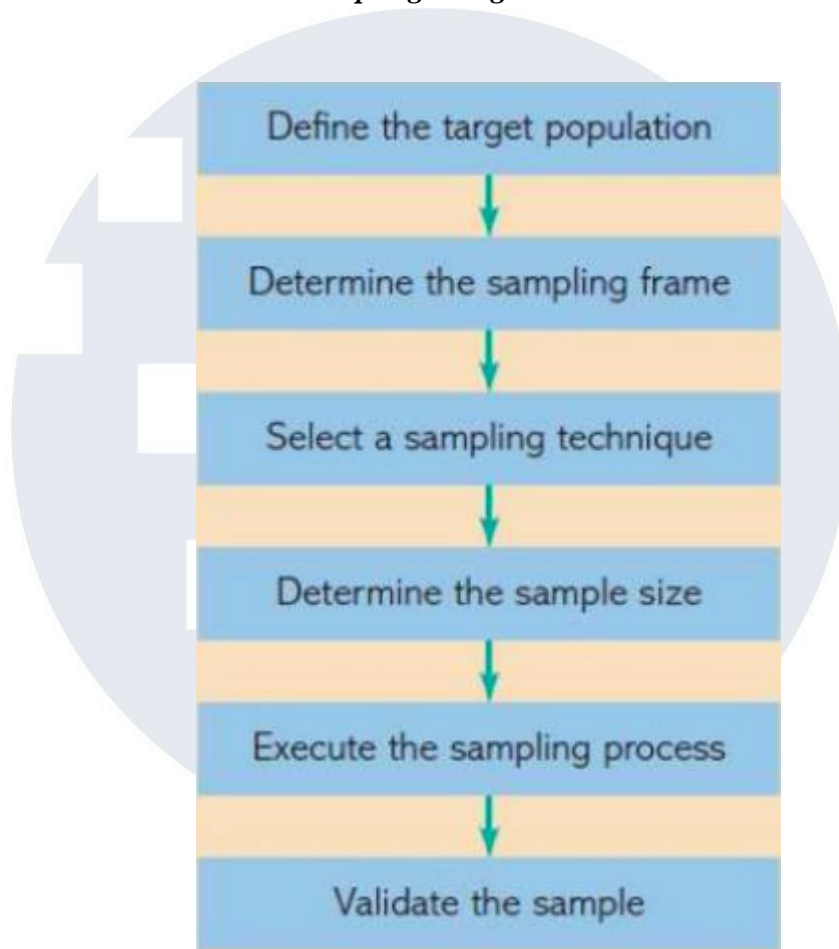 Define the target population
Determine the sampling frame
Select a sampling technique
Determine the sample size
Execute the sampling process
Validate the sample